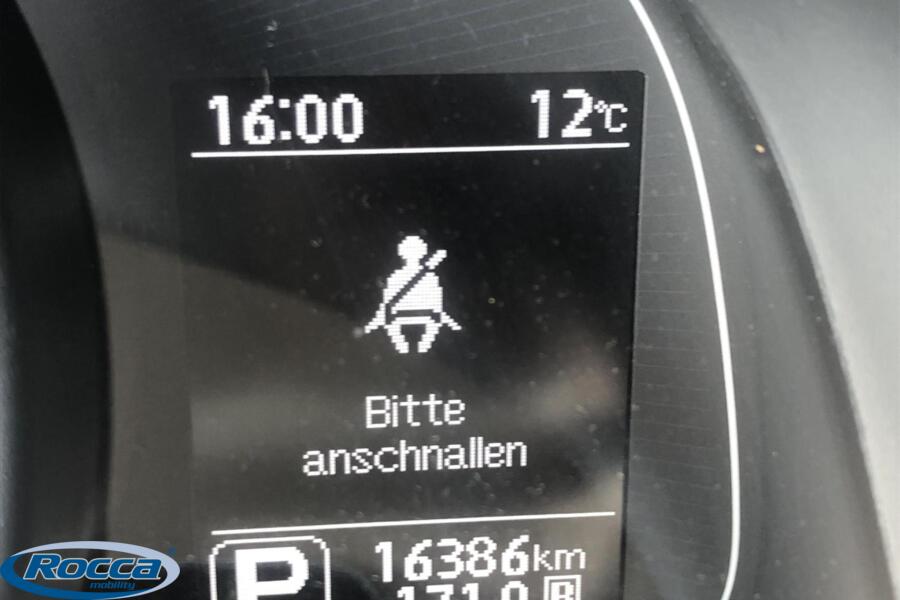 16:00 12°C
Bitte
anschnallen
P 16386km
B
Rocca
mobility